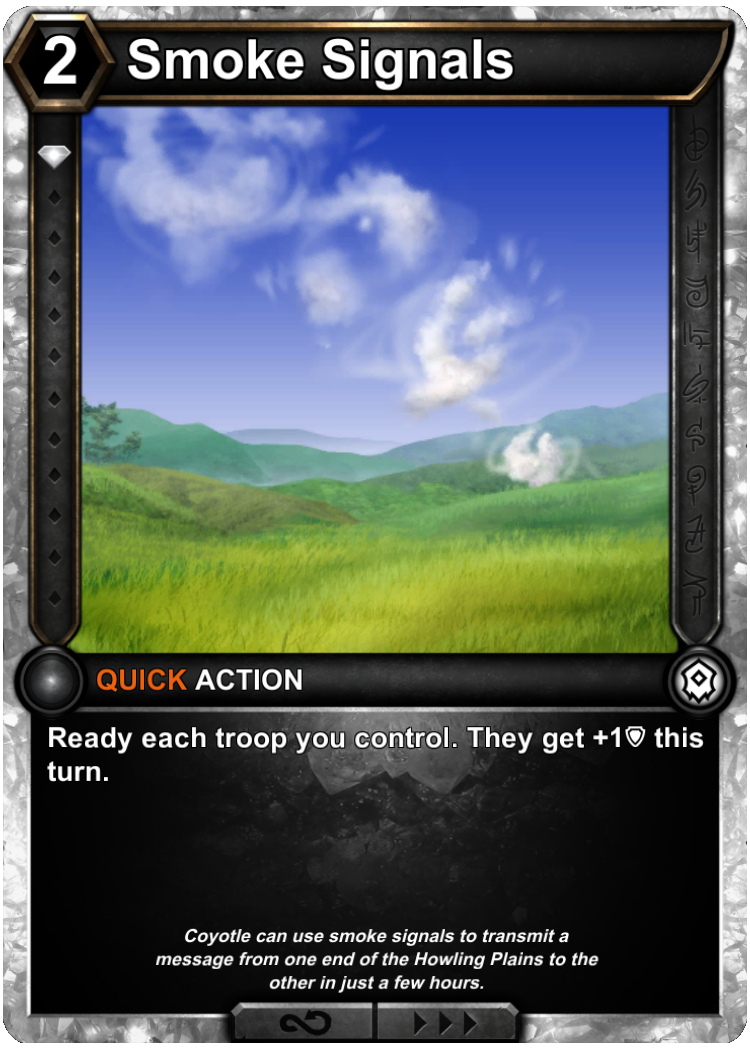 2
Smoke Signals
QUICK ACTION
Ready each troop you control. They get +1 this
turn.
Coyotle can use smoke signals to transmit a
message from one end of the Howling Plains to the
other in just a few hours.